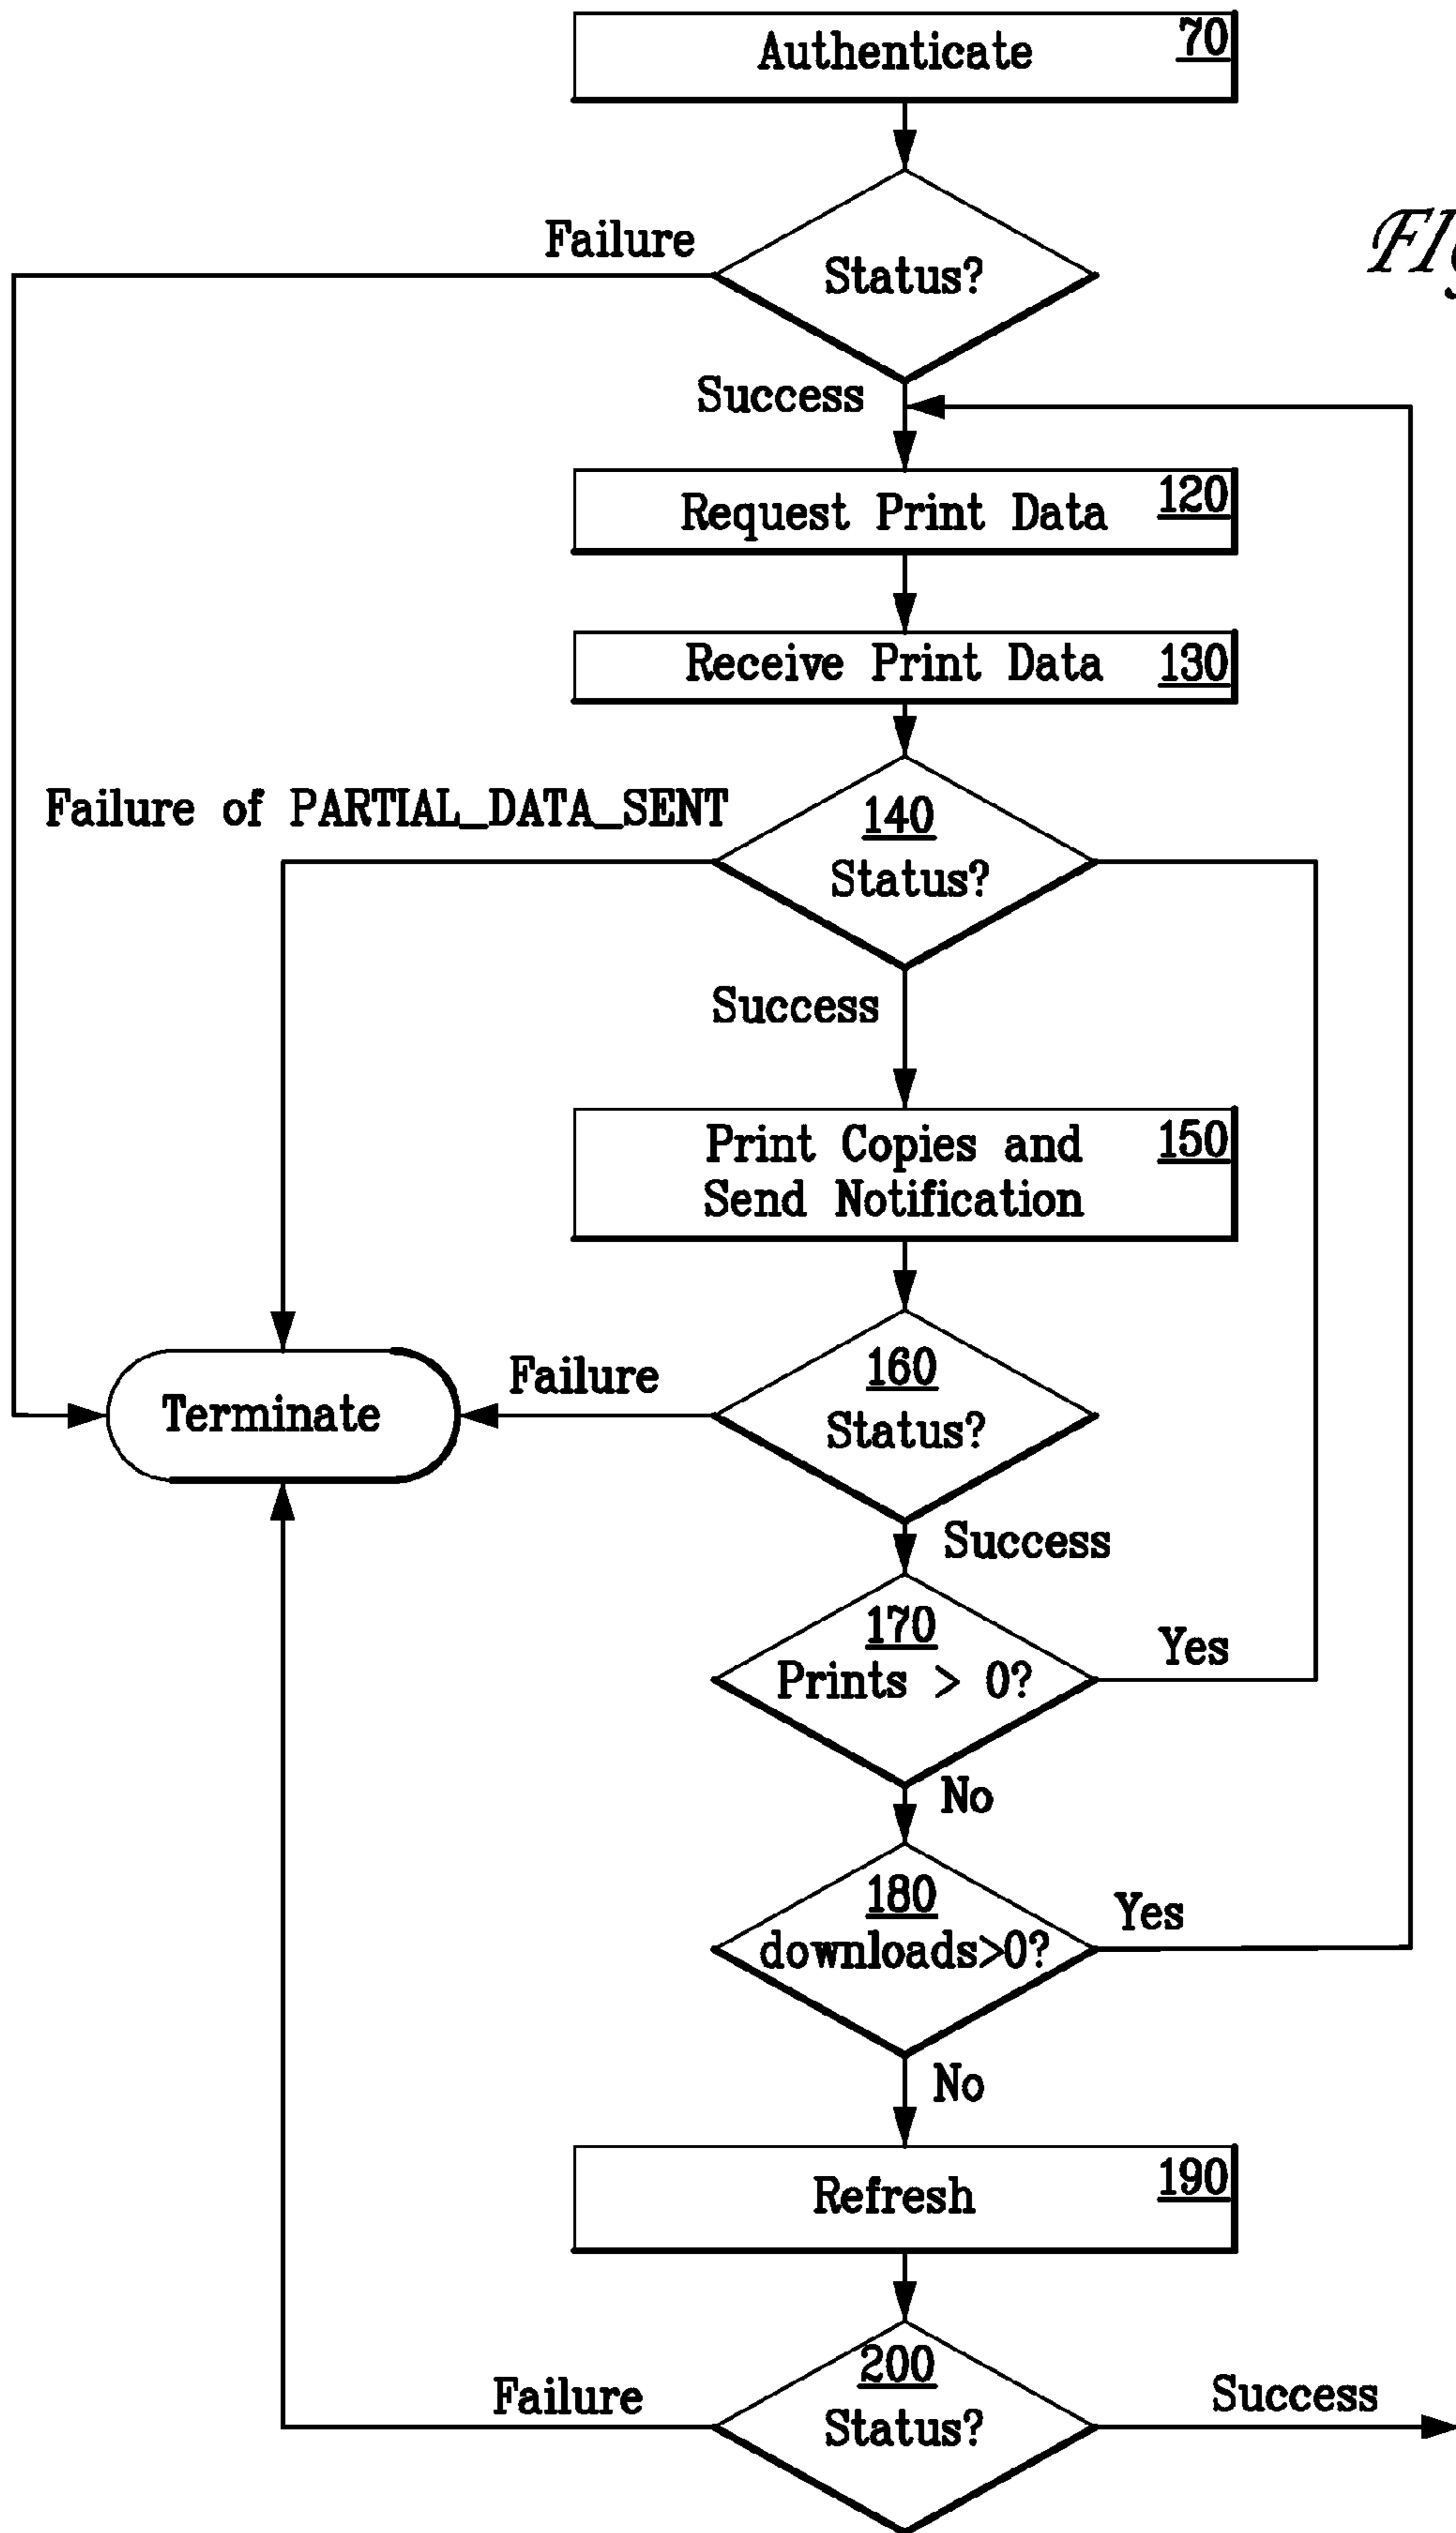 Authenticate 70
Failure
Status?
Success
Request Print Data 120
Receive Print Data 130
Failure of PARTIAL_DATA_SENT
140
Status?
Success
Print Copies and 150
Send Notification
160
Failure
Terminate
Status?
Success
170
Yes
Prints > 0?
No
180
Yes
downloads>0?
No
Refresh 190
200
Failure
Success
Status?